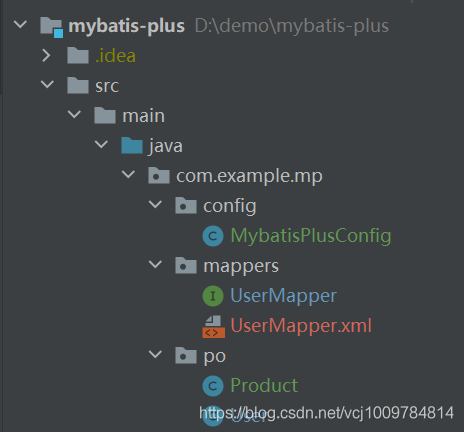 mybatis-plus D:\demo\mybatis-plus
.idea
src
main
java
com.example.mp
config
MybatisPlusConfig
mappers
UserMapper
UserMapper.xml
po
Product
User
https://blog.csdn.net/vcj1009784814